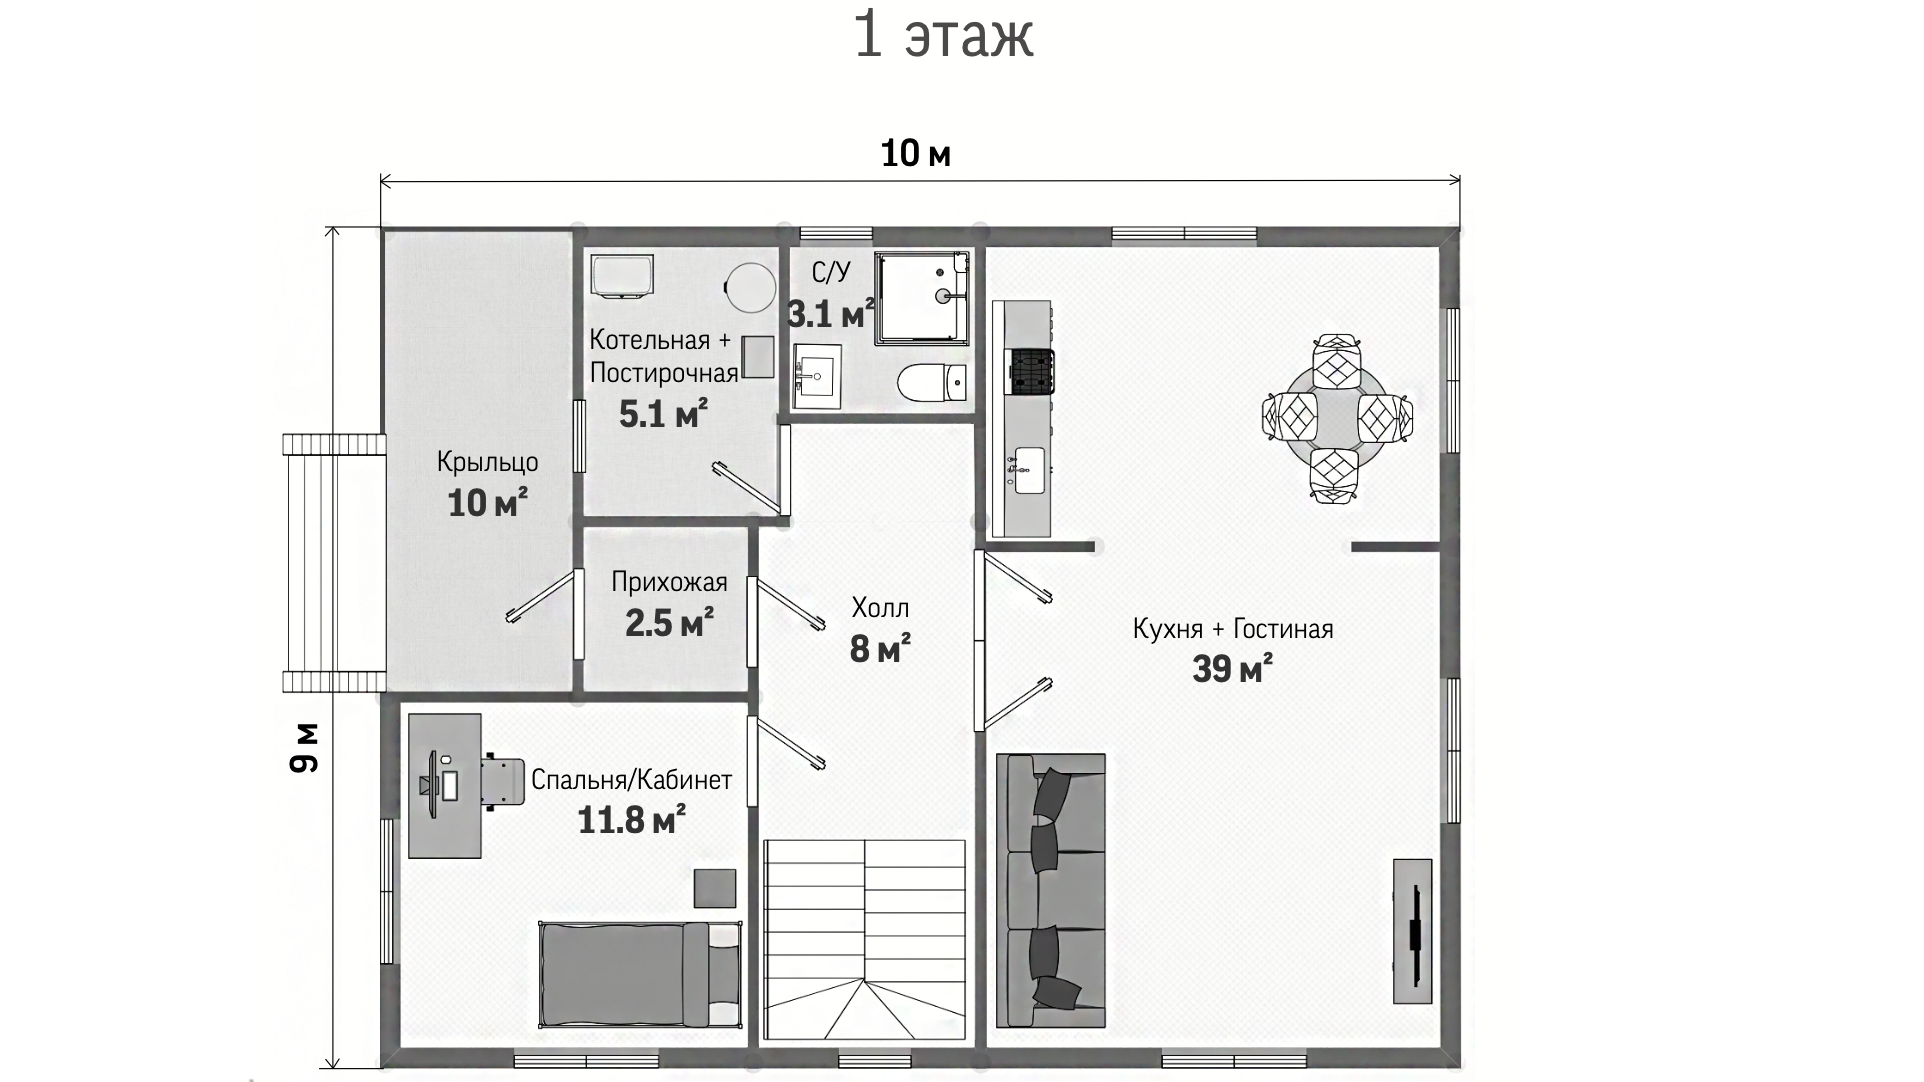 1 этаж
10 м
С/У
3.1 м²
Котельная +
Постирочная
5.1 м²
Крыльцо
10 м²
Прихожая
2.5 м²
Холл
8 м²
Кухня + Гостиная
39 м²
9 м
Спальня/Кабинет
11.8 м²